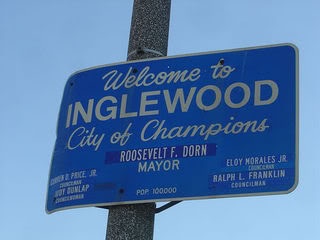 Welcome to
INGLEWOOD
City of Champions
ROOSEVELT F. DORN
MAYOR
D. PRICE, JR.
COUNCILMAN
JUDY DUNLAP
COUNCILWOMAN
ELOY MORALES JR.
COUNCILMAN
RALPH L. FRANKLIN
COUNCILMAN
POP. 100000